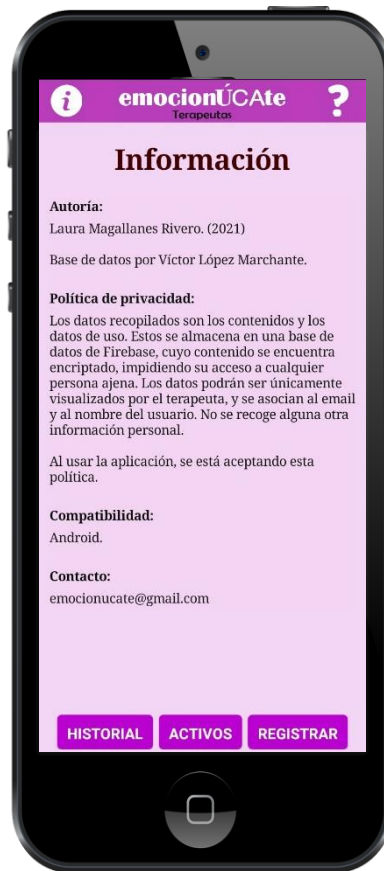 i
emocionÚCAte
Terapeutas
?
Información
Autoría:
Laura Magallanes Rivero. (2021)
Base de datos por Víctor López Marchante.
Política de privacidad:
Los datos recopilados son los contenidos y los
datos de uso. Estos se almacena en una base de
datos de Firebase, cuyo contenido se encuentra
encriptado, impidiendo su acceso a cualquier
persona ajena. Los datos podrán ser únicamente
visualizados por el terapeuta, y se asocian al email
y al nombre del usuario. No se recoge alguna otra
información personal.
Al usar la aplicación, se está aceptando esta
política.
Compatibilidad:
Android.
Contacto:
emocionucate@gmail.com
HISTORIAL
ACTIVOS
REGISTRAR